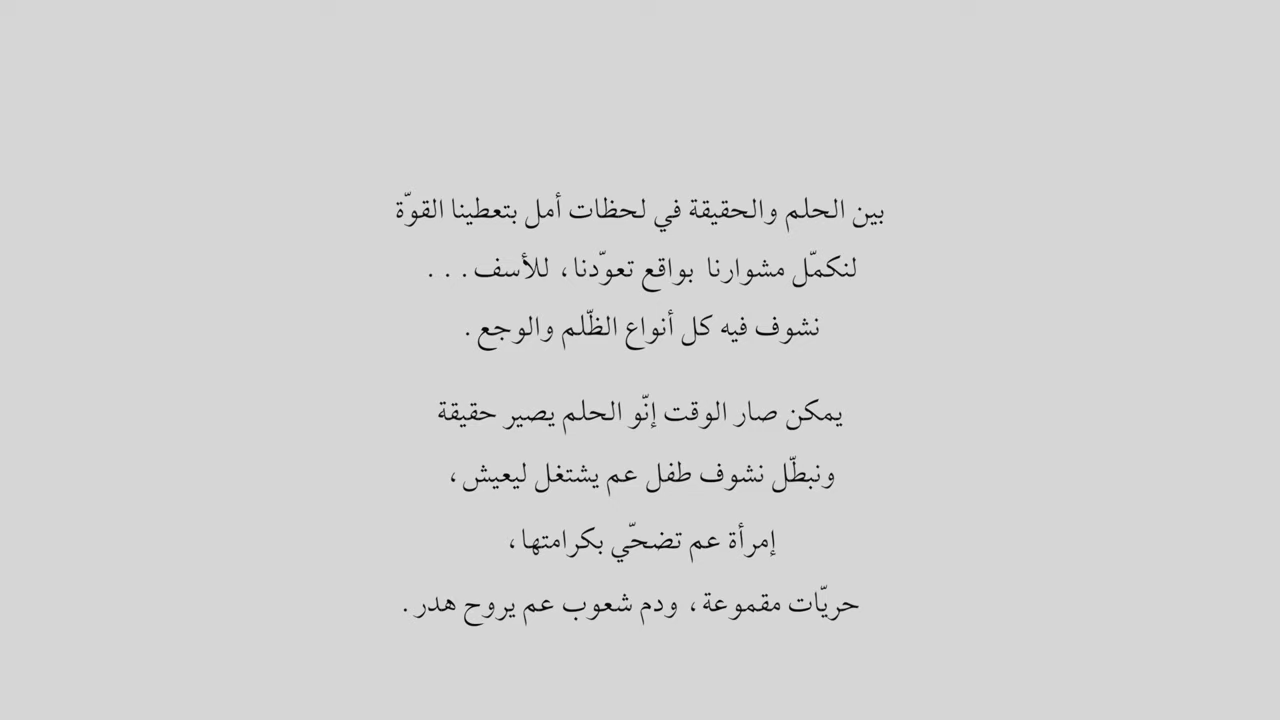 بين الحلم والحقيقة في لحظات أمل بتعطينا القوّة
لنكمّل مشوارنا بواقع تعوّدنا، للأسف...
نشوف فيه كل أنواع الظّلم والوجع.
يمكن صار الوقت إنّو الحلم يصير حقيقة
ونبطّل نشوف طفل عم يشتغل ليعيش،
إمرأة عم تضحّي بكرامتها،
حريّات مقموعة، ودم شعوب عم يروح هدر.